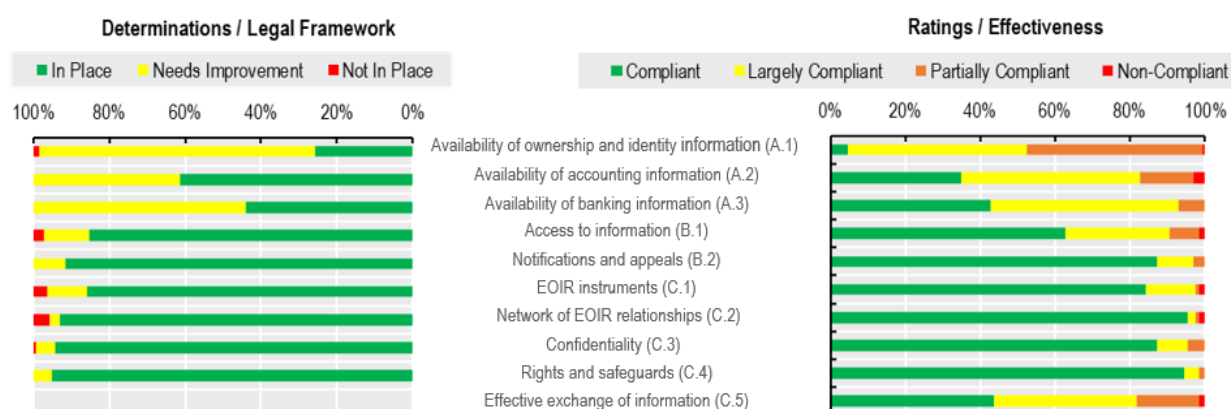 Determinations / Legal Framework
In Place Needs Improvement Not In Place
100% 80% 60% 40% 20% 0%
Ratings / Effectiveness
Compliant Largely Compliant Partially Compliant Non-Compliant
0% 20% 40% 60% 80% 100%
Availability of ownership and identity information (A.1)
Availability of accounting information (A.2)
Availability of banking information (A.3)
Access to information (B.1)
Notifications and appeals (B.2)
EOIR instruments (C.1)
Network of EOIR relationships (C.2)
Confidentiality (C.3)
Rights and safeguards (C.4)
Effective exchange of information (C.5)